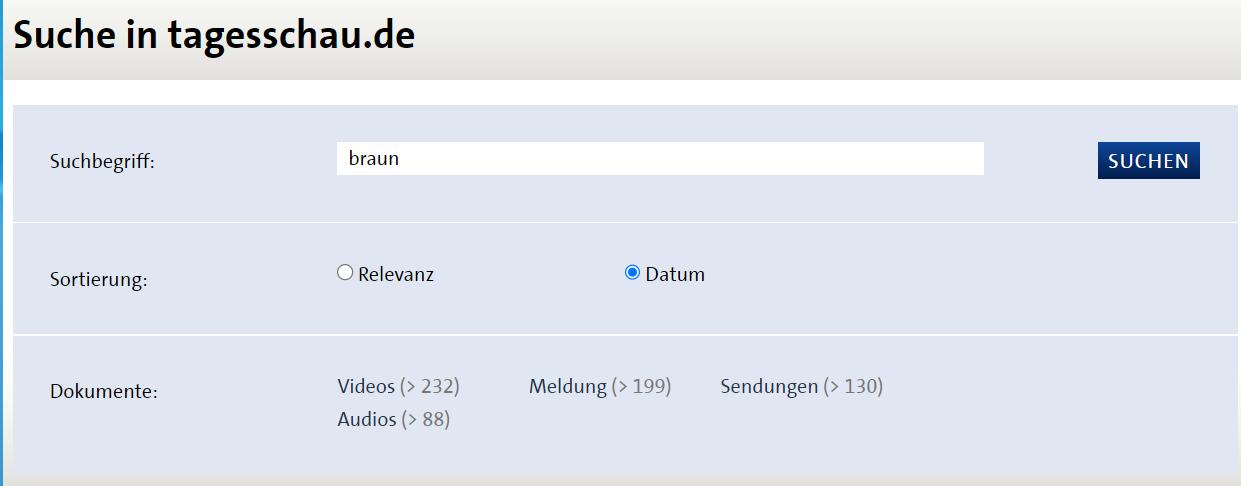 Suche in tagesschau.de
Suchbegriff: braun SUCHEN
Sortierung: Relevanz Datum
Dokumente: Videos (> 232) Meldung (> 199) Sendungen (> 130)
Audios (> 88)